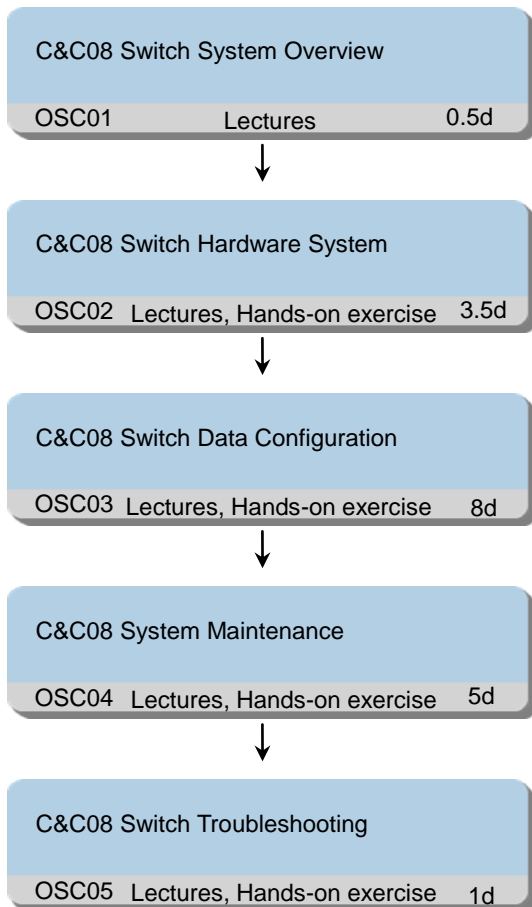 C&C08 Switch System Overview
OSC01 Lectures 0.5d
C&C08 Switch Hardware System
OSC02 Lectures, Hands-on exercise 3.5d
C&C08 Switch Data Configuration
OSC03 Lectures, Hands-on exercise 8d
C&C08 System Maintenance
OSC04 Lectures, Hands-on exercise 5d
C&C08 Switch Troubleshooting
OSC05 Lectures, Hands-on exercise 1d